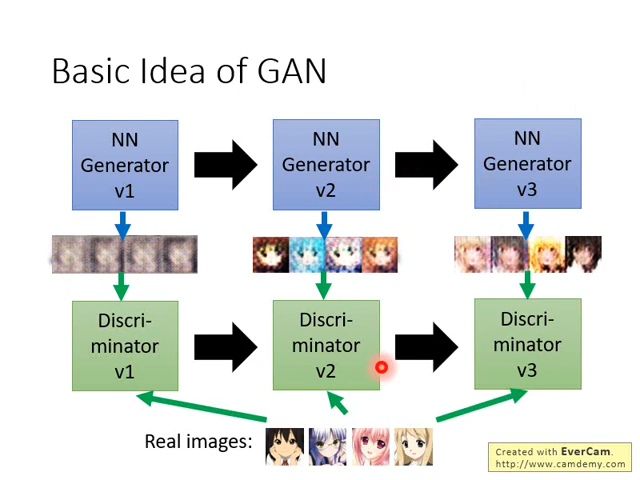 Basic Idea of GAN
NN
Generator
v1
NN
Generator
v2
NN
Generator
v3
Discri-
minator
v1
Discri-
minator
v2
Discri-
minator
v3
Real images:
Created with EverCam.
http://www.camdemy.com